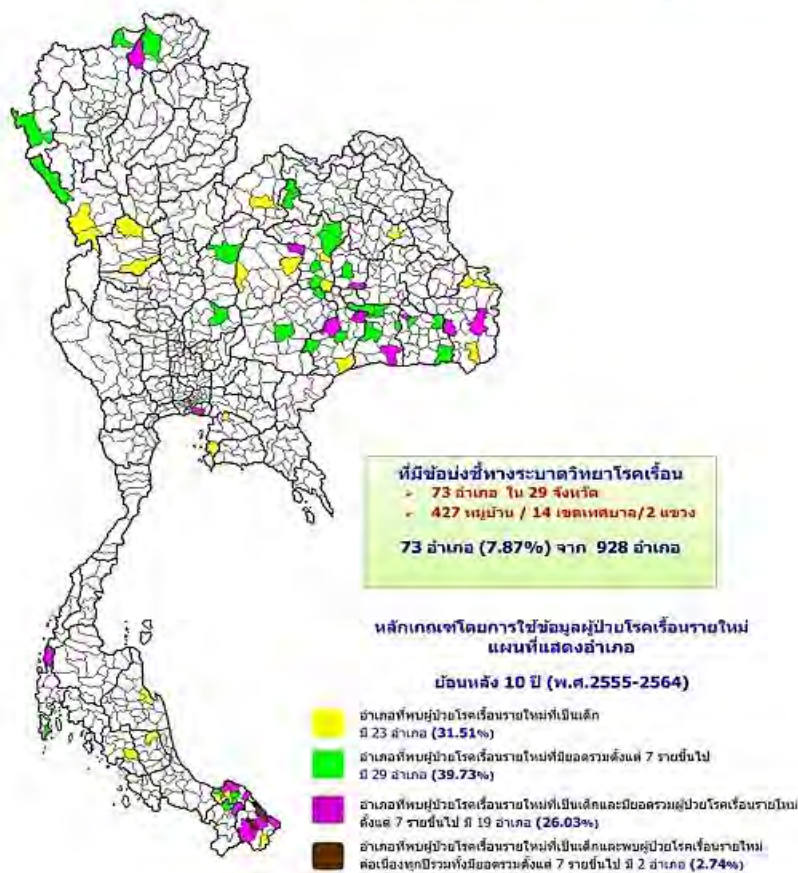 ที่มีข้อบ่งชี้ทางระบาดวิทยาโรคเรื้อน
➢ 73 อำเภอ ใน 29 จังหวัด
➢ 427 หมู่บ้าน / 14 เขตเทศบาล/2 แขวง
73 อำเภอ (7.87%) จาก 928 อำเภอ
หลักเกณฑ์โดยการใช้ข้อมูลผู้ป่วยโรคเรื้อนรายใหม่
แผนที่แสดงอำเภอ
ย้อนหลัง 10 ปี (พ.ศ.2555-2564)
อำเภอที่พบผู้ป่วยโรคเรื้อนรายใหม่ที่เป็นเด็ก
มี 23 อำเภอ (31.51%)
อำเภอที่พบผู้ป่วยโรคเรื้อนรายใหม่ที่มียอดรวมตั้งแต่ 7 รายขึ้นไป
มี 29 อำเภอ (39.73%)
อำเภอที่พบผู้ป่วยโรคเรื้อนรายใหม่ที่เป็นเด็กและมียอดรวมผู้ป่วยโรคเรื้อนรายใหม่
ตั้งแต่ 7 รายขึ้นไป มี 19 อำเภอ (26.03%)
อำเภอที่พบผู้ป่วยโรคเรื้อนรายใหม่ที่เป็นเด็กและพบผู้ป่วยโรคเรื้อนรายใหม่
ต่อเนื่องทุกปีรวมทั้งมียอดรวมตั้งแต่ 7 รายขึ้นไป มี 2 อำเภอ (2.74%)